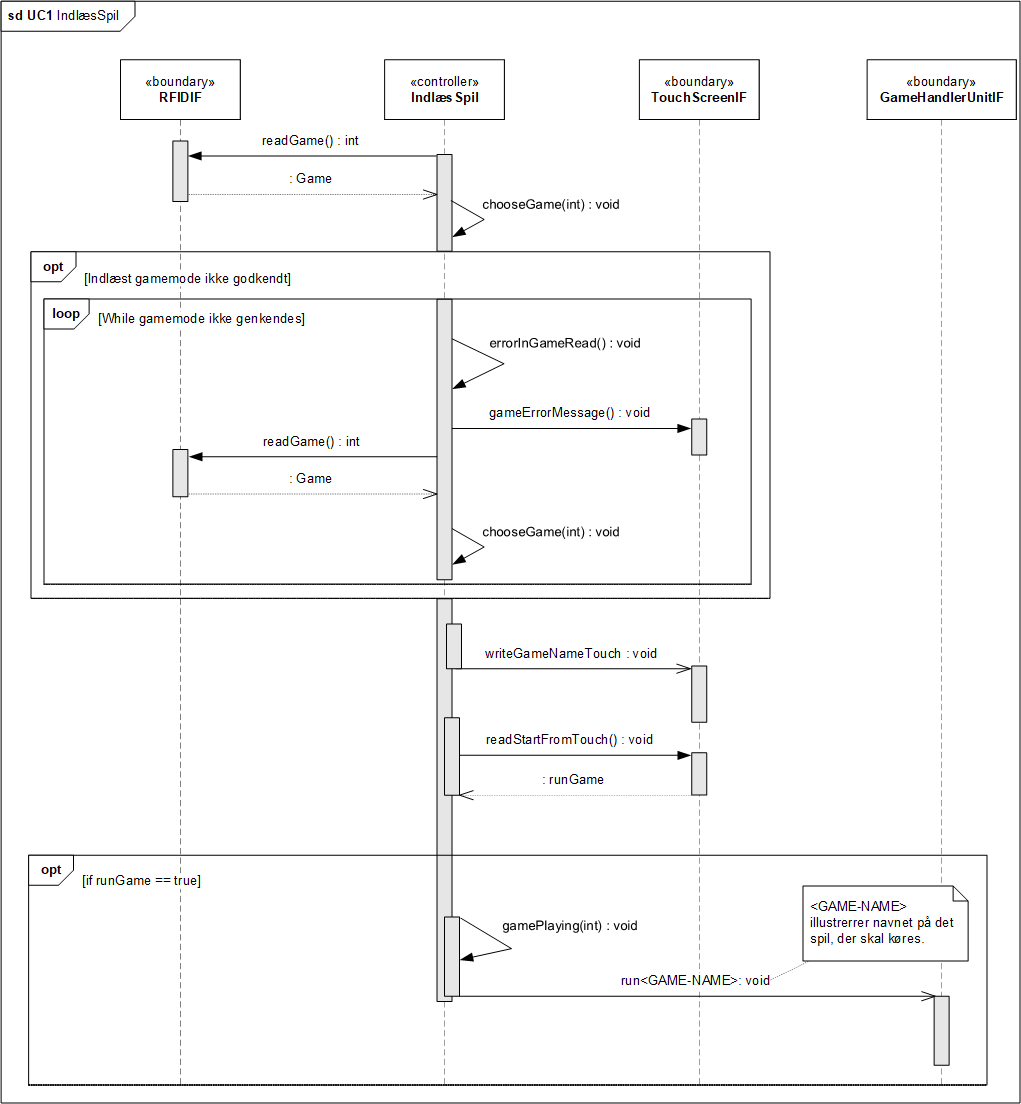 sd UC1 IndlæsSpil
«boundary»
RFIDIF
«controller»
Indlæs Spil
«boundary»
TouchScreenIF
«boundary»
GameHandlerUnitIF
readGame() : int
: Game
chooseGame(int) : void
opt
[Indlæst gamemode ikke godkendt]
loop
[While gamemode ikke genkendes]
errorInGameRead() : void
gameErrorMessage() : void
readGame() : int
: Game
chooseGame(int) : void
writeGameNameTouch : void
readStartFromTouch() : void
: runGame
opt
[if runGame == true]
<GAME-NAME>
illustrerrer navnet på det
spil, der skal køres.
gamePlaying(int) : void
run<GAME-NAME>: void